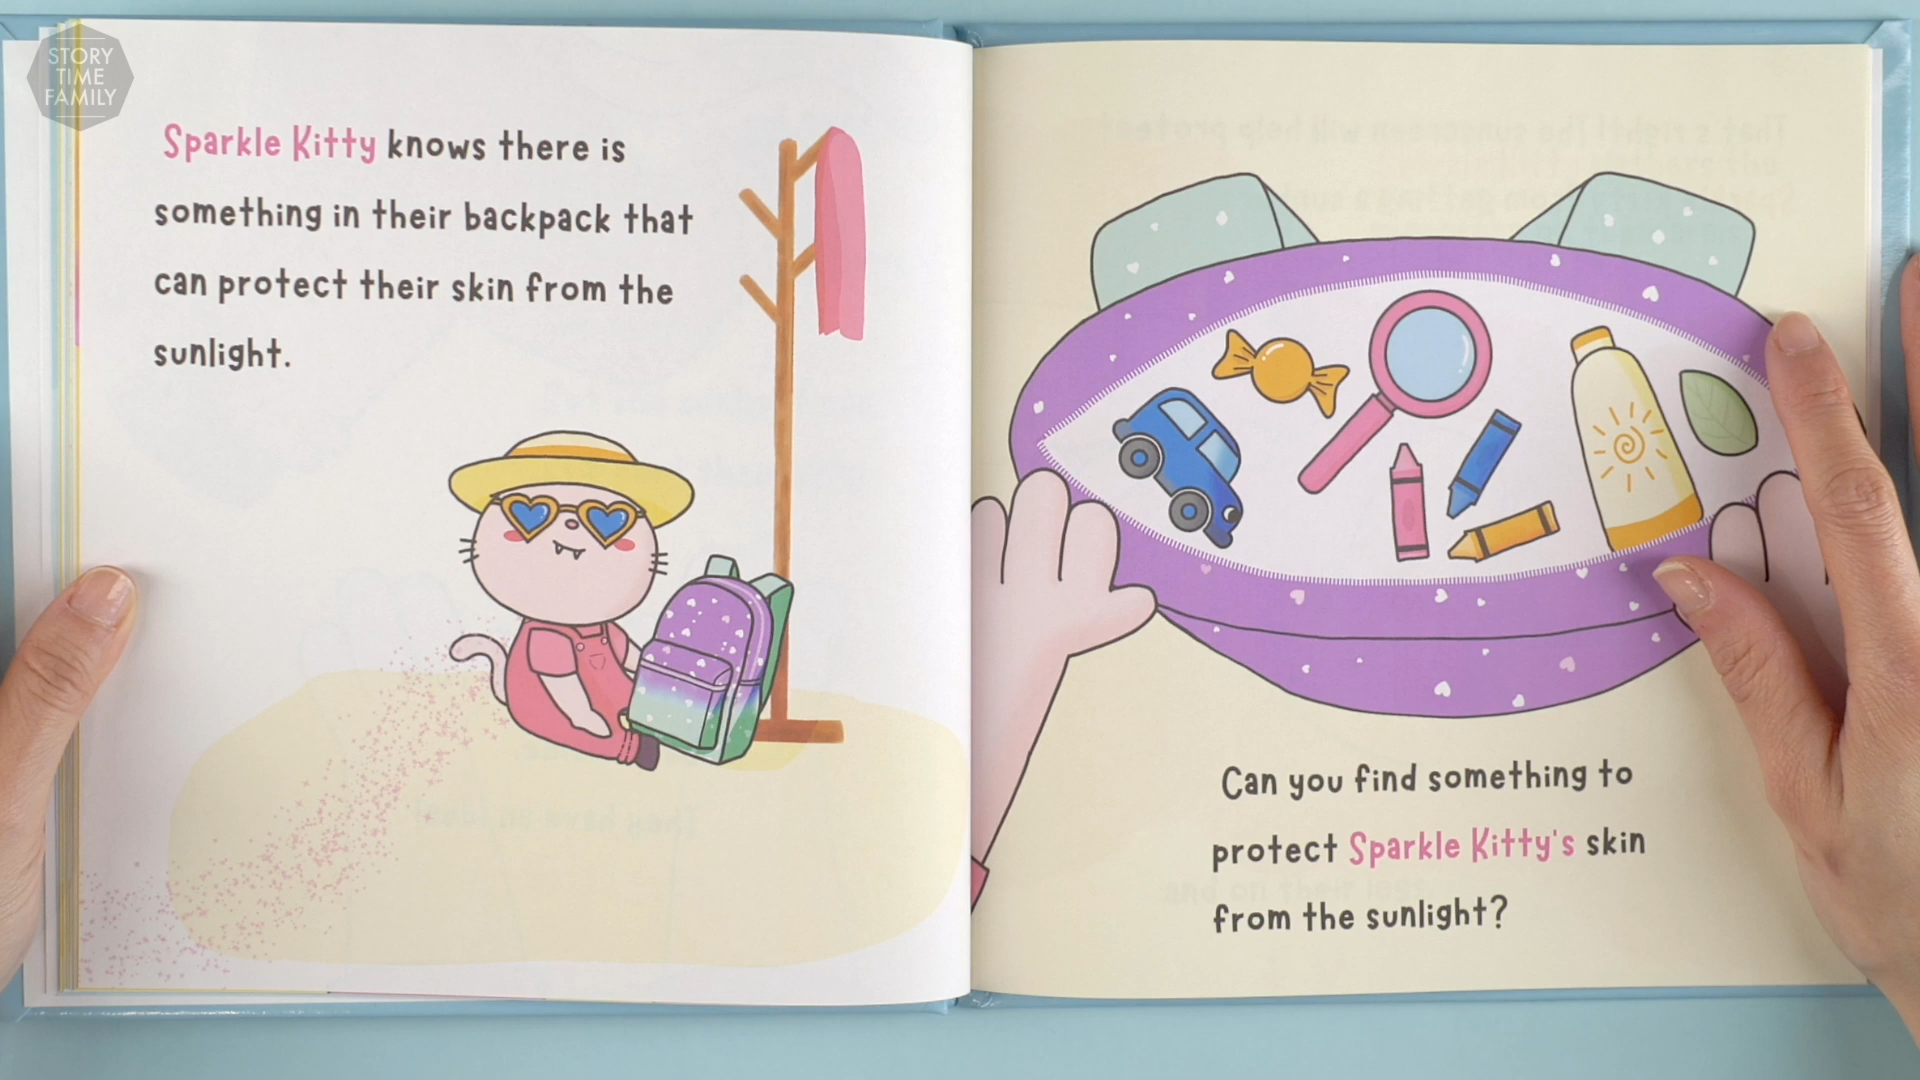 STORY
TIME
FAMILY
Sparkle Kitty knows there is
something in their backpack that
can protect their skin from the
sunlight.
Can you find something to
protect Sparkle Kitty's skin
from the sunlight?